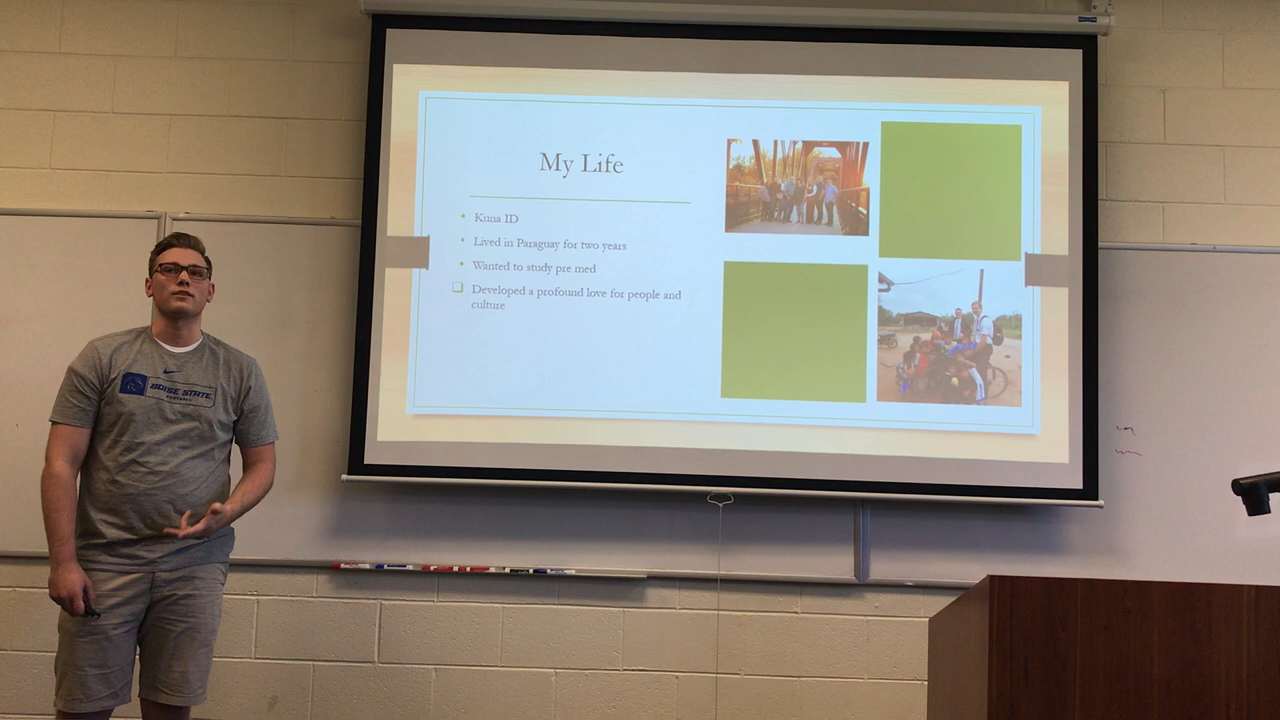 My Life
• Kuna ID
• Lived in Paraguay for two years
• Wanted to study pre med
❑ Developed a profound love for people and
culture
BOISE STATE
FOOTBALL